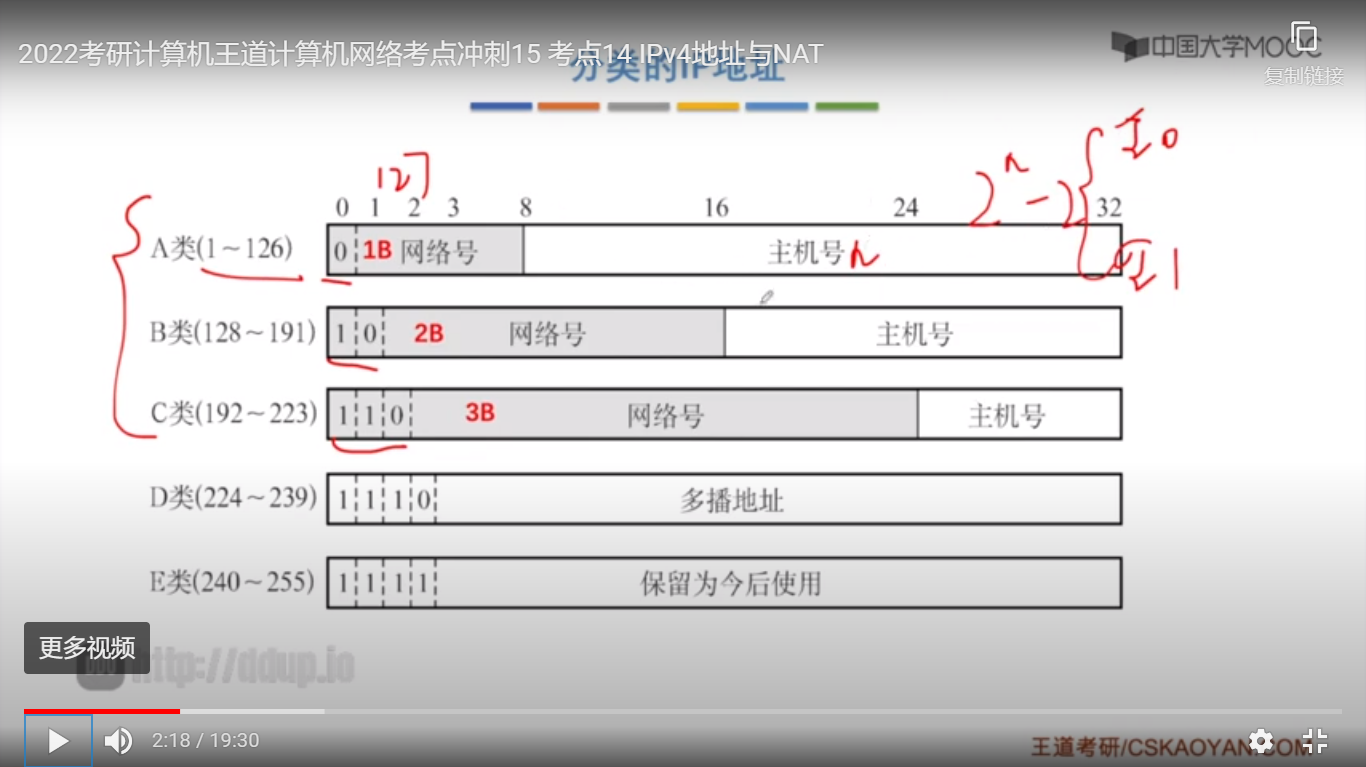 2022考研计算机王道计算机网络考点冲刺15 考点14 IPv4地址与NAT
中国大学MOOC
复制链接
分类的IP地址
127
2ⁿ-2
全0
全1
0 1 2 3 8 16 24 32
A类(1～126) 0 1B 网络号 主机号 n
B类(128～191) 1 0 2B 网络号 主机号
C类(192～223) 1 1 0 3B 网络号 主机号
D类(224～239) 1 1 1 0 多播地址
E类(240～255) 1 1 1 1 保留为今后使用
更多视频
http://ddup.io
2:18 / 19:30
王道考研/CSKAOYAN.COM